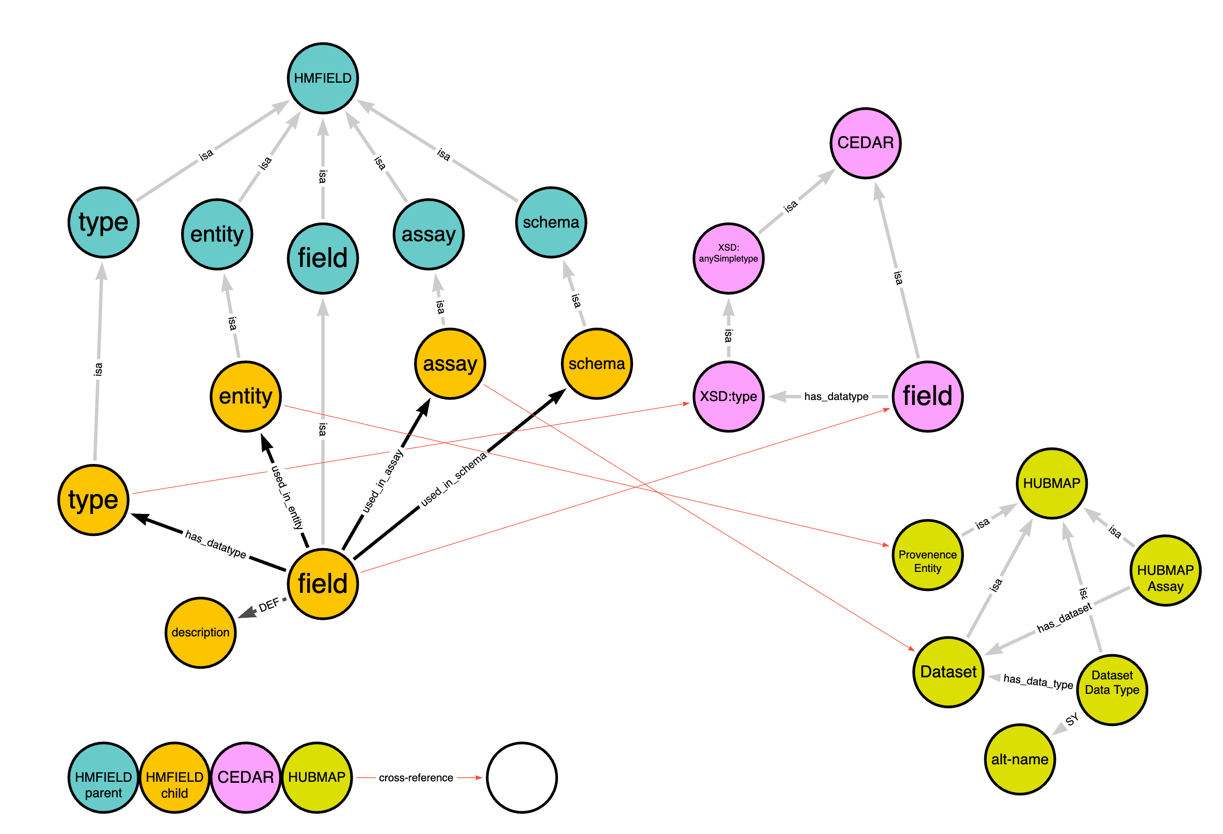 HMFIELD
isa
isa
isa
isa
isa
type
entity
field
assay
schema
isa
isa
isa
isa
isa
entity
assay
schema
type
used_in_entity
used_in_assay
used_in_schema
has_datatype
field
DEF
description
CEDAR
isa
isa
XSD:
anySimpletype
isa
XSD:type
has_datatype
field
HUBMAP
isa
isa
isa
isa
Provenence
Entity
HUBMAP
Assay
has_dataset
Dataset
has_data_type
Dataset
Data Type
SY
alt-name
HMFIELD
parent
HMFIELD
child
CEDAR
HUBMAP
cross-reference